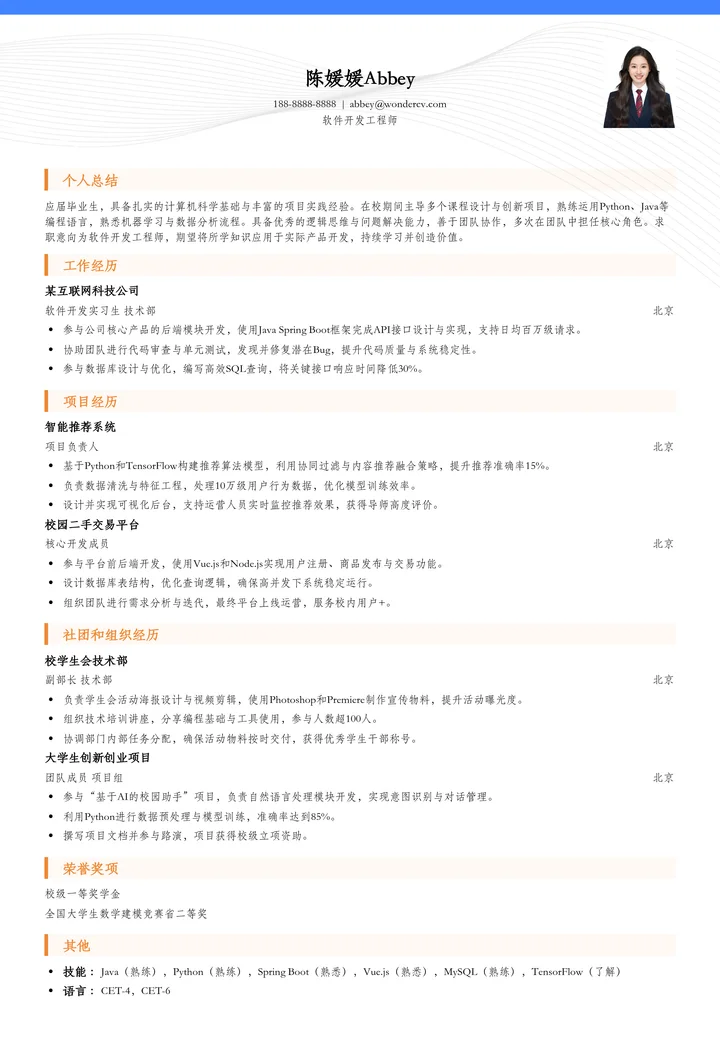 陈媛媛Abbey
188-8888-8888 | abbey@wondercv.com
软件开发工程师
个人总结
应届毕业生，具备扎实的计算机科学基础与丰富的项目实践经验。在校期间主导多个课程设计与创新项目，熟练运用Python、Java等
编程语言，熟悉机器学习与数据分析流程。具备优秀的逻辑思维与问题解决能力，善于团队协作，多次在团队中担任核心角色。求
职意向为软件开发工程师，期望将所学知识应用于实际产品开发，持续学习并创造价值。
工作经历
某互联网科技公司
软件开发实习生 技术部 北京
• 参与公司核心产品的后端模块开发，使用Java Spring Boot框架完成API接口设计与实现，支持日均百万级请求。
• 协助团队进行代码审查与单元测试，发现并修复潜在Bug，提升代码质量与系统稳定性。
• 参与数据库设计与优化，编写高效SQL查询，将关键接口响应时间降低30%。
项目经历
智能推荐系统
项目负责人 北京
• 基于Python和TensorFlow构建推荐算法模型，利用协同过滤与内容推荐融合策略，提升推荐准确率15%。
• 负责数据清洗与特征工程，处理10万级用户行为数据，优化模型训练效率。
• 设计并实现可视化后台，支持运营人员实时监控推荐效果，获得导师高度评价。
校园二手交易平台
核心开发成员 北京
• 参与平台前后端开发，使用Vue.js和Node.js实现用户注册、商品发布与交易功能。
• 设计数据库表结构，优化查询逻辑，确保高并发下系统稳定运行。
• 组织团队进行需求分析与迭代，最终平台上线运营，服务校内用户+。
社团和组织经历
校学生会技术部
副部长 技术部 北京
• 负责学生会活动海报设计与视频剪辑，使用Photoshop和Premiere制作宣传物料，提升活动曝光度。
• 组织技术培训讲座，分享编程基础与工具使用，参与人数超100人。
• 协调部门内部任务分配，确保活动物料按时交付，获得优秀学生干部称号。
大学生创新创业项目
团队成员 项目组 北京
• 参与“基于AI的校园助手”项目，负责自然语言处理模块开发，实现意图识别与对话管理。
• 利用Python进行数据预处理与模型训练，准确率达到85%。
• 撰写项目文档并参与路演，项目获得校级立项资助。
荣誉奖项
校级一等奖学金
全国大学生数学建模竞赛省二等奖
其他
• 技能： Java（熟练）, Python（熟练）, Spring Boot（熟悉）, Vue.js（熟悉）, MySQL（熟练）, TensorFlow（了解）
• 语言： CET-4，CET-6